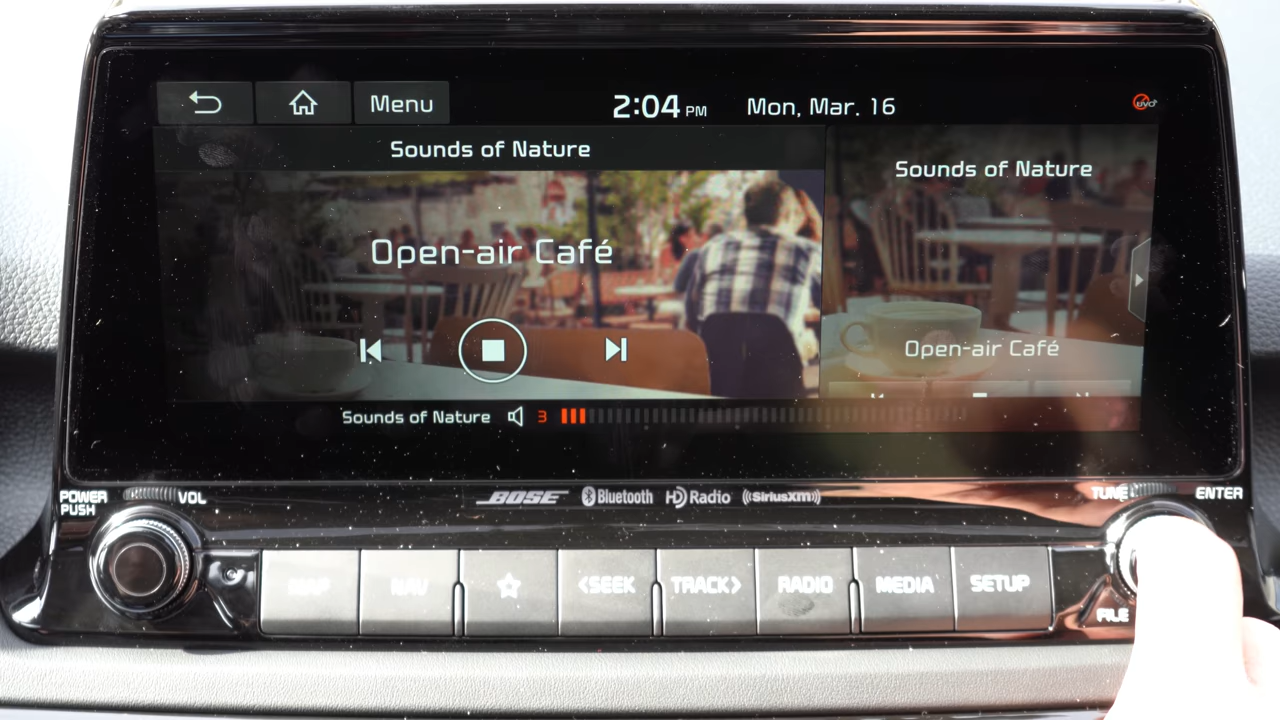 Menu 2:04 PM Mon, Mar. 16 UVO
Sounds of Nature
Sounds of Nature
Open-air Café
Open-air Café
Sounds of Nature 3
POWER VOL
PUSH
BOSE Bluetooth HD Radio SiriusXM
TUNE ENTER
MAP NAV <SEEK TRACK> RADIO MEDIA SETUP
FILE